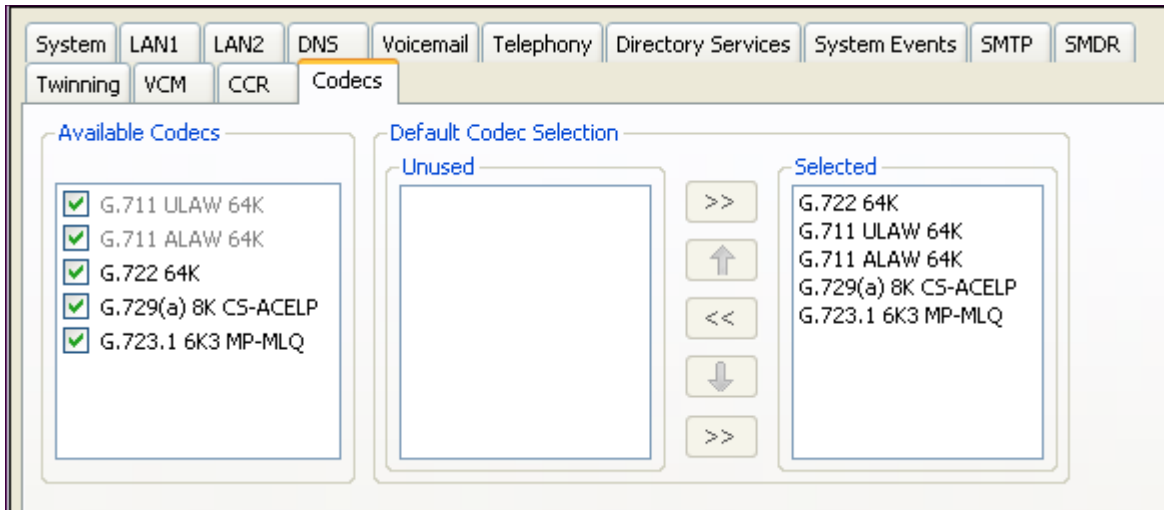 System LAN1 LAN2 DNS Voicemail Telephony Directory Services System Events SMTP SMDR
Twinning VCM CCR Codecs
Available Codecs
G.711 ULAW 64K
G.711 ALAW 64K
G.722 64K
G.729(a) 8K CS-ACELP
G.723.1 6K3 MP-MLQ
Default Codec Selection
Unused
>>
<<
>>
Selected
G.722 64K
G.711 ULAW 64K
G.711 ALAW 64K
G.729(a) 8K CS-ACELP
G.723.1 6K3 MP-MLQ